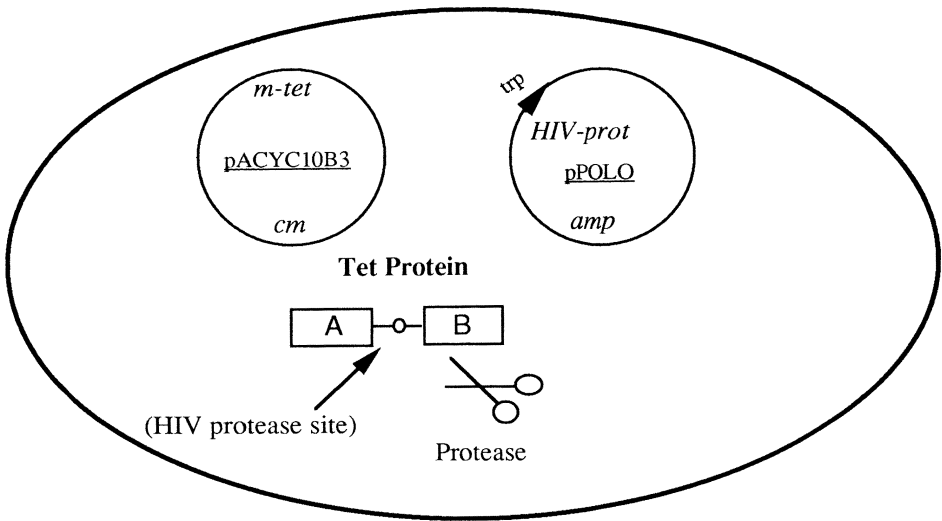 m-tet
pACYC10B3
cm
trp
HIV-prot
pPOLO
amp
Tet Protein
A
B
(HIV protease site)
Protease